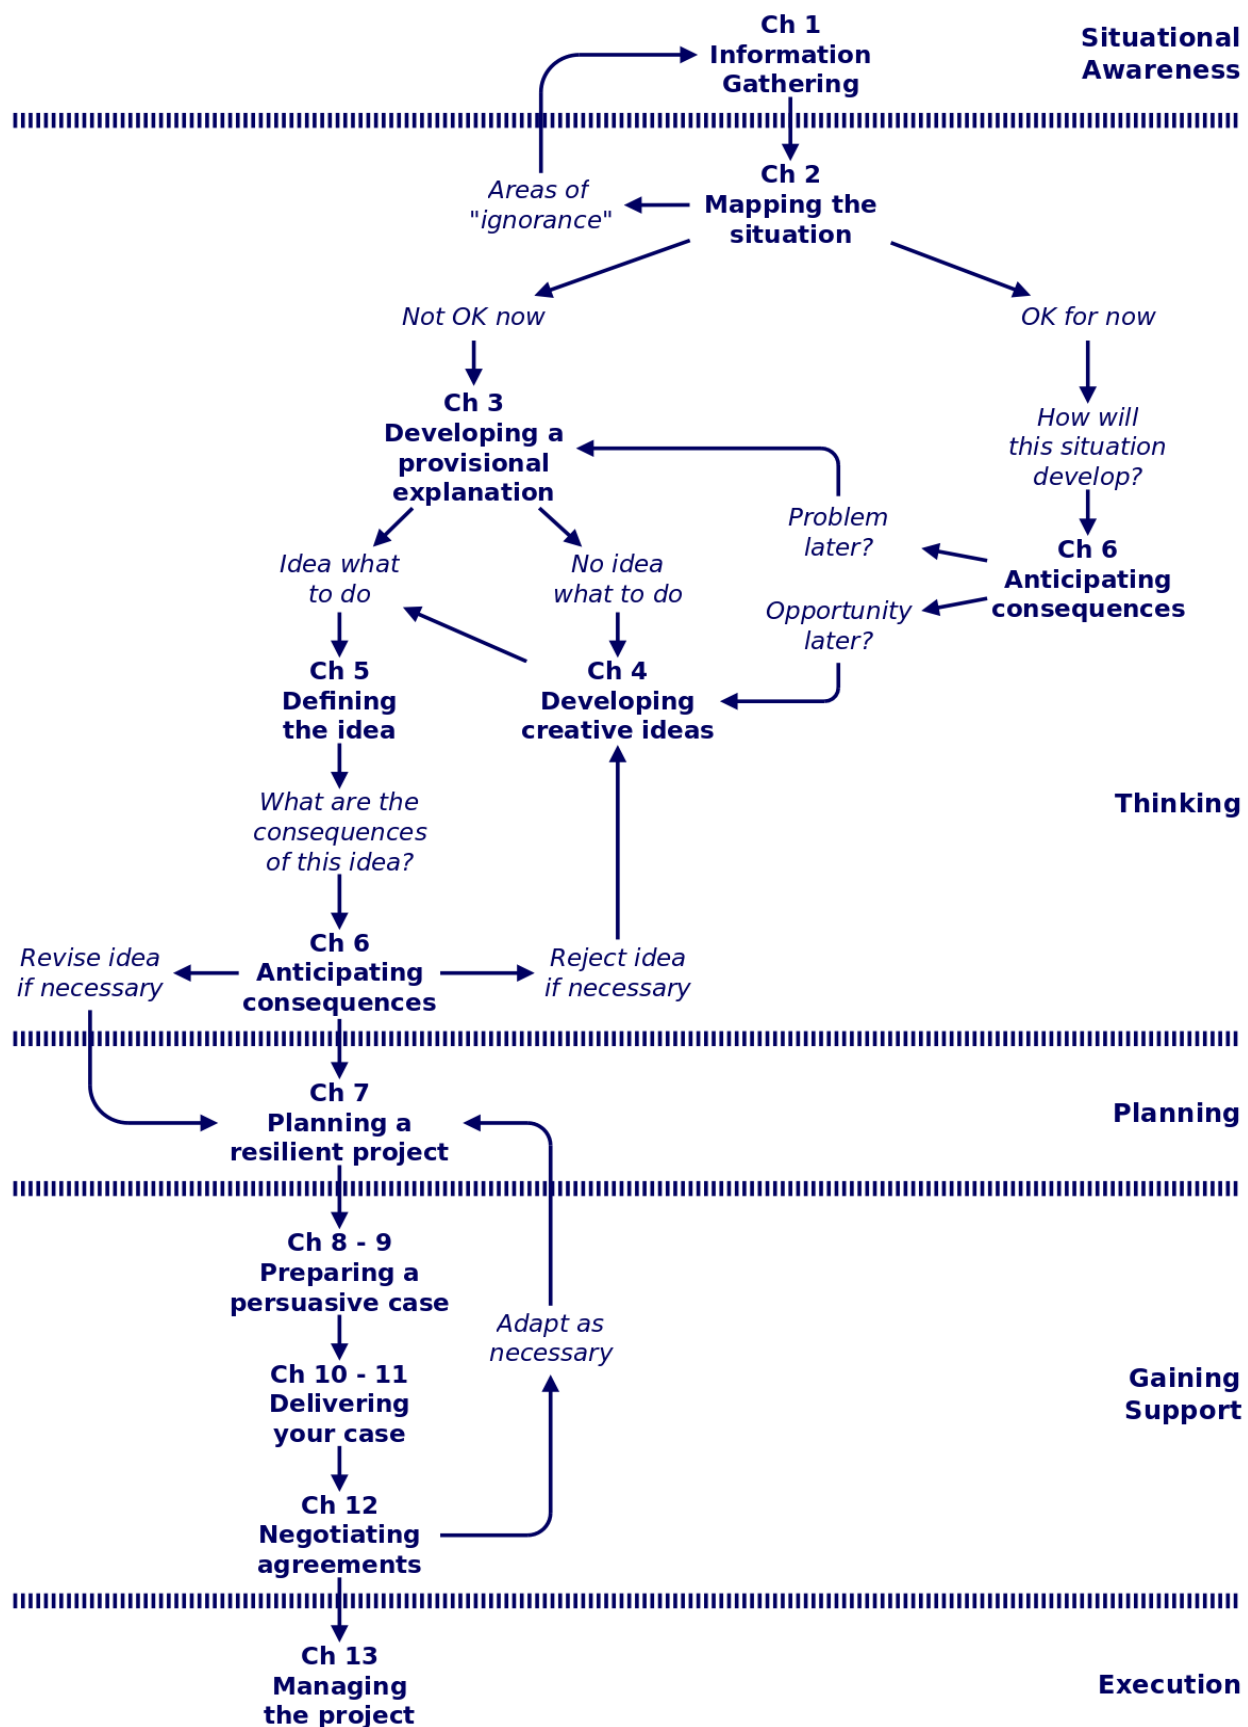 Ch 1
Information
Gathering
Situational
Awareness
Ch 2
Mapping the
situation
Areas of
"ignorance"
Not OK now
OK for now
Ch 3
Developing a
provisional
explanation
How will
this situation
develop?
Problem
later?
Ch 6
Anticipating
consequences
Idea what
to do
No idea
what to do
Opportunity
later?
Ch 5
Defining
the idea
Ch 4
Developing
creative ideas
What are the
consequences
of this idea?
Thinking
Revise idea
if necessary
Ch 6
Anticipating
consequences
Reject idea
if necessary
Ch 7
Planning a
resilient project
Planning
Ch 8 - 9
Preparing a
persuasive case
Adapt as
necessary
Ch 10 - 11
Delivering
your case
Gaining
Support
Ch 12
Negotiating
agreements
Ch 13
Managing
the project
Execution